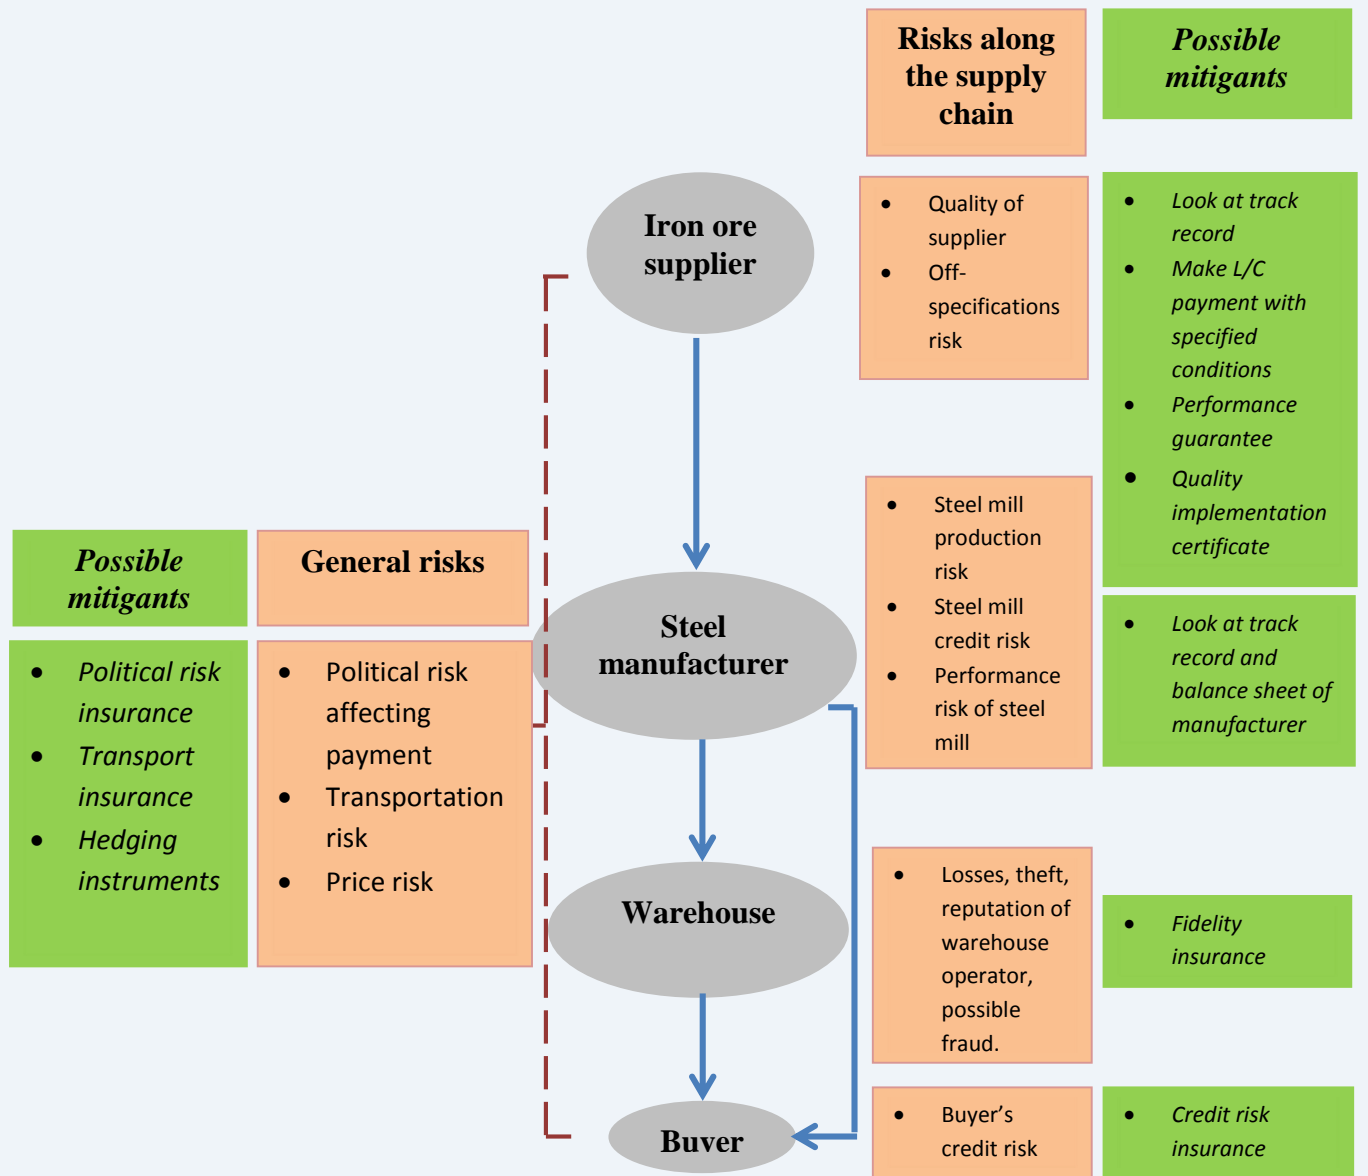 Risks along
the supply
chain
Possible
mitigants
Iron ore
supplier
• Quality of
supplier
• Off-
specifications
risk
• Look at track
record
• Make L/C
payment with
specified
conditions
• Performance
guarantee
• Quality
implementation
certificate
Possible
mitigants
General risks
• Political risk
insurance
• Transport
insurance
• Hedging
instruments
• Political risk
affecting
payment
• Transportation
risk
• Price risk
Steel
manufacturer
• Steel mill
production
risk
• Steel mill
credit risk
• Performance
risk of steel
mill
• Look at track
record and
balance sheet of
manufacturer
Warehouse
• Losses, theft,
reputation of
warehouse
operator,
possible
fraud.
• Fidelity
insurance
Buyer
• Buyer’s
credit risk
• Credit risk
insurance